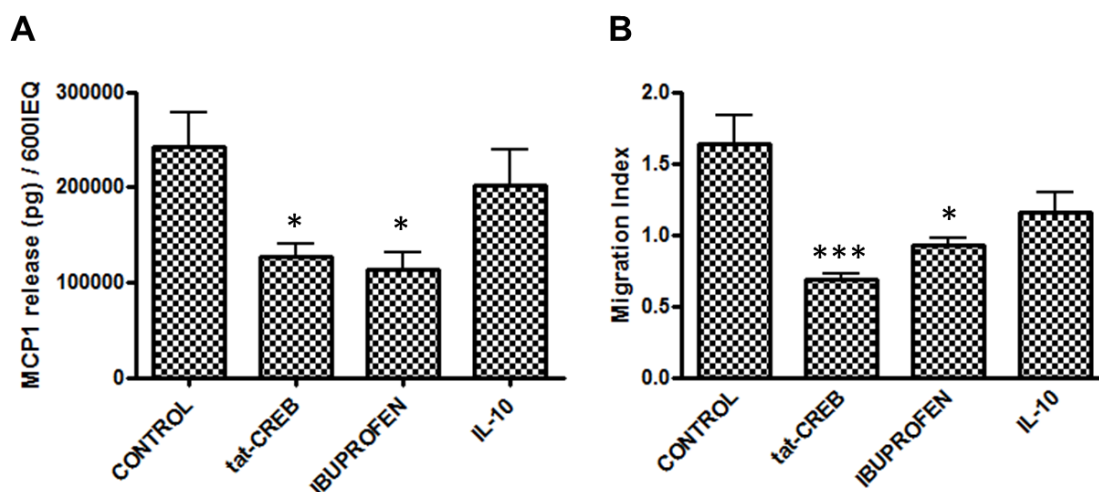 A
MCP1 release (pg) / 600IEQ
300000
200000
100000
0
*
*
CONTROL
tat-CREB
IBUPROFEN
IL-10
B
Migration Index
2.0
1.5
1.0
0.5
0.0
***
*
CONTROL
tat-CREB
IBUPROFEN
IL-10